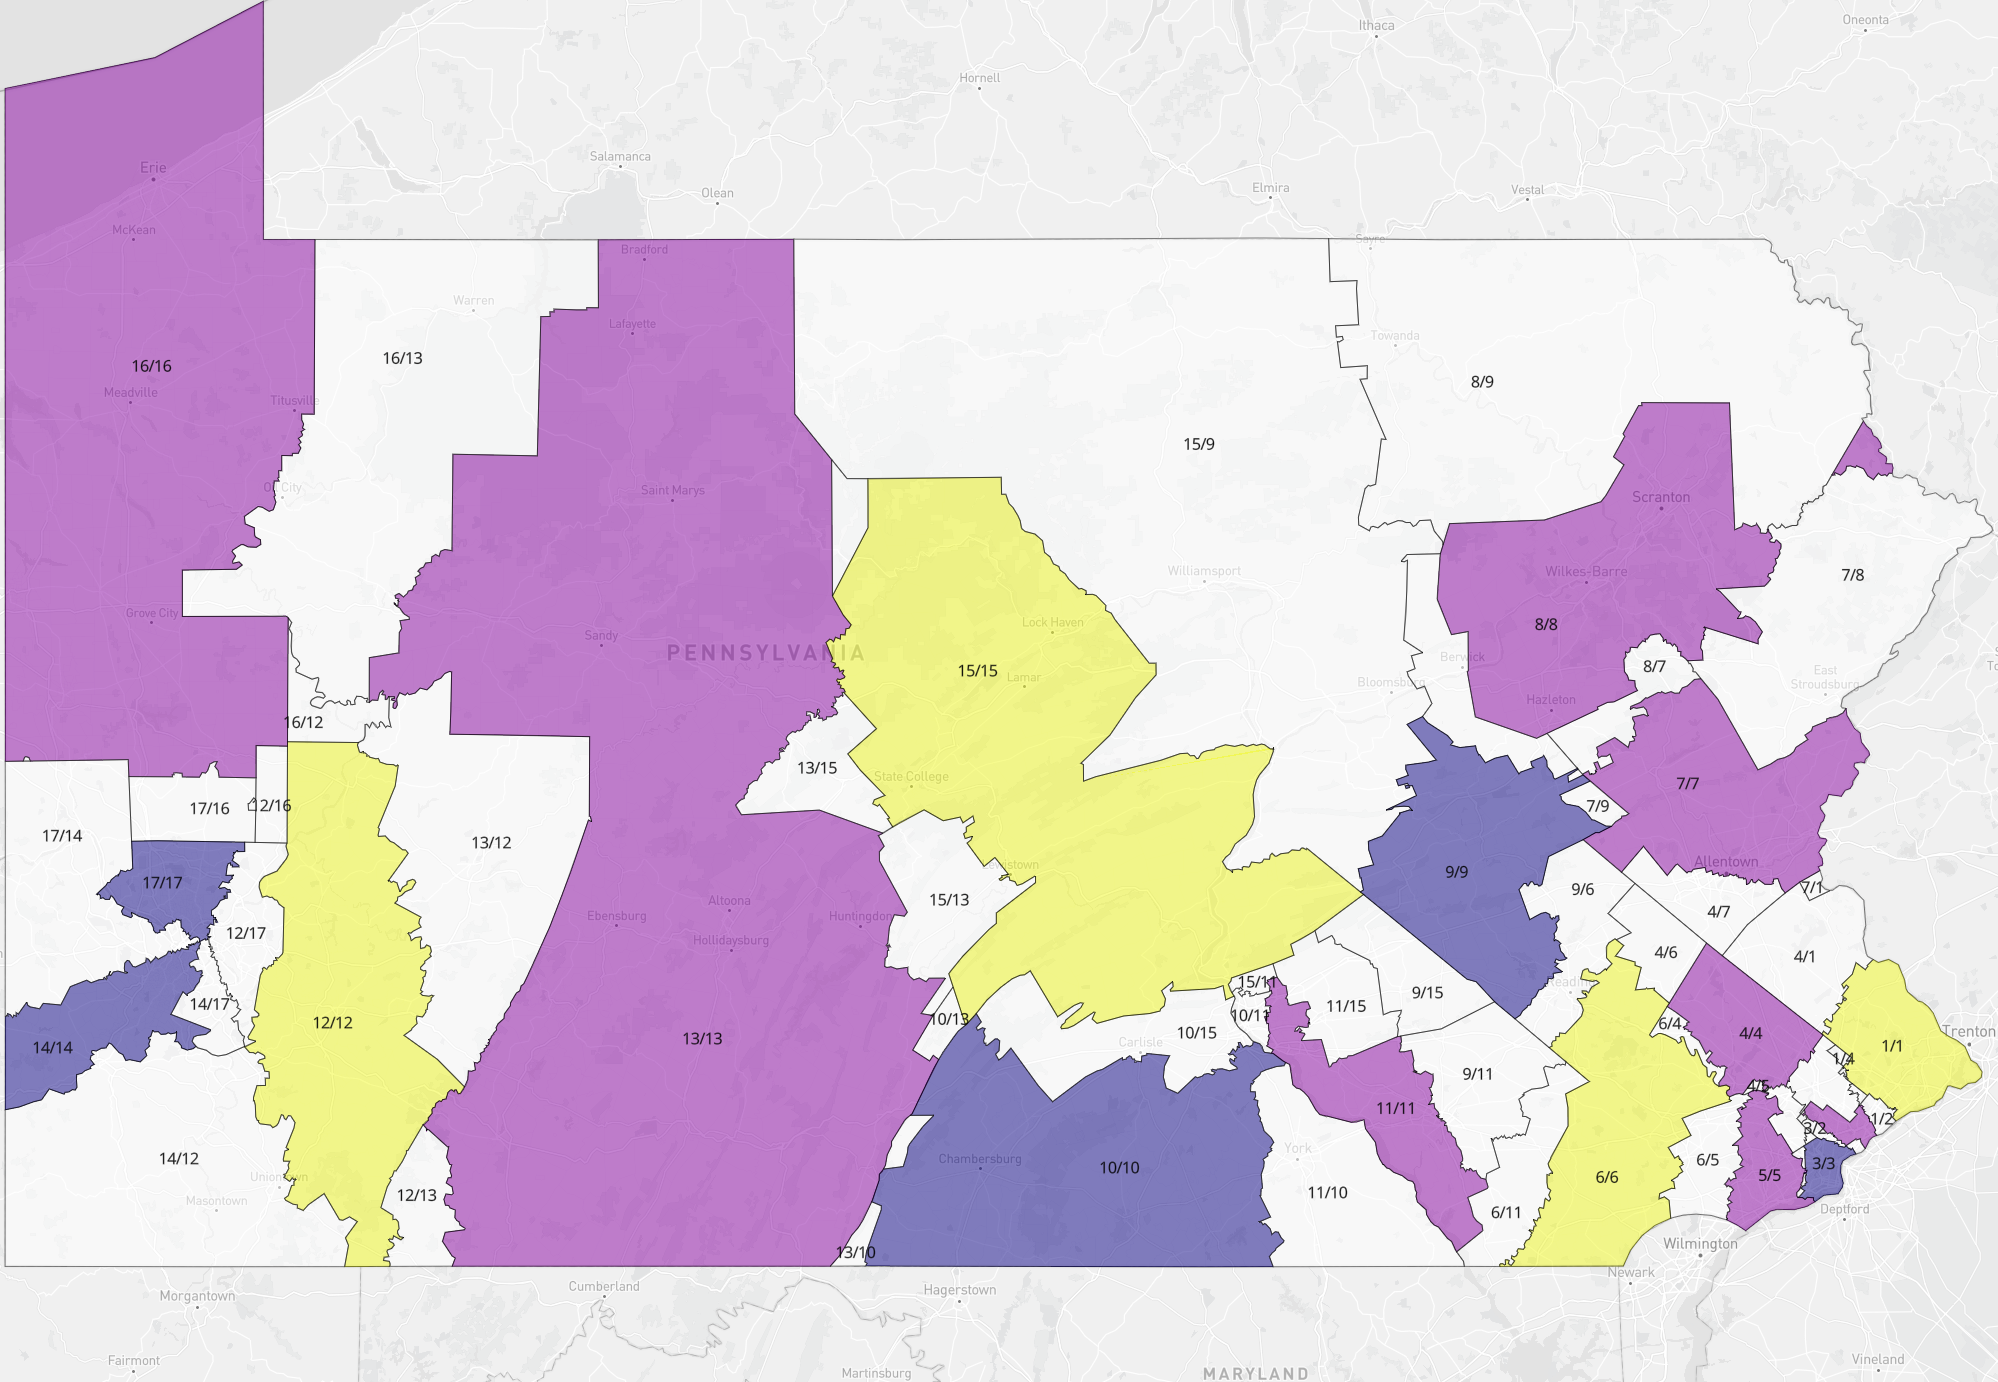 Ithaca
Oneonta
Hornell
Salamanca
Olean
Elmira
Vestal
Erie
McKean
Bradford
Sayre
Warren
Lafayette
Towanda
16/16
16/13
8/9
Meadville
Titusville
15/9
Saint Marys
Scranton
Williamsport
Wilkes-Barre
7/8
Grove City
Sandy
PENNSYLVANIA
Lock Haven
8/8
15/15
Lamar
Berwick
8/7
Bloomsburg
East
Stroudsburg
Hazleton
16/12
13/15
State College
7/7
17/16
2/16
7/9
17/14
13/12
Allentown
17/17
9/9
9/6
7/1
15/13
Altoona
Ebensburg
Huntingdon
Hollidaysburg
12/17
4/7
4/6
4/1
15/11
14/17
11/15
9/15
10/11
10/13
12/12
10/15
6/4
4/4
Trenton
13/13
Carlisle
14/14
1/1
1/4
9/11
4/5
11/11
1/2
3/2
14/12
Chambersburg
10/10
York
6/5
3/3
Uniontown
12/13
11/10
6/6
5/5
Masontown
6/11
Deptford
13/10
Wilmington
Newark
Morgantown
Cumberland
Hagerstown
Fairmont
Martinsburg
MARYLAND
Vineland